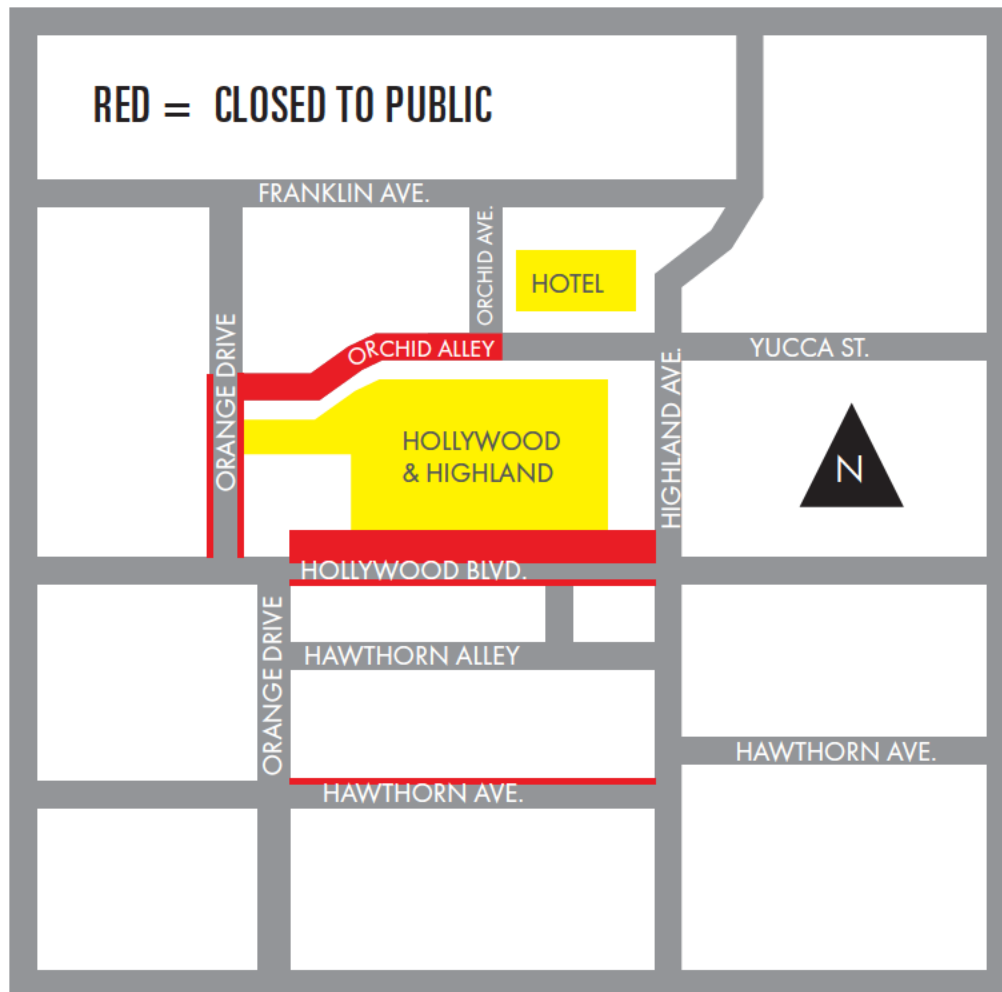 RED = CLOSED TO PUBLIC
FRANKLIN AVE.
ORCHID AVE.
HOTEL
ORANGE DRIVE
ORCHID ALLEY
YUCCA ST.
HIGHLAND AVE.
HOLLYWOOD
& HIGHLAND
N
HOLLYWOOD BLVD.
ORANGE DRIVE
HAWTHORN ALLEY
HAWTHORN AVE.
HAWTHORN AVE.